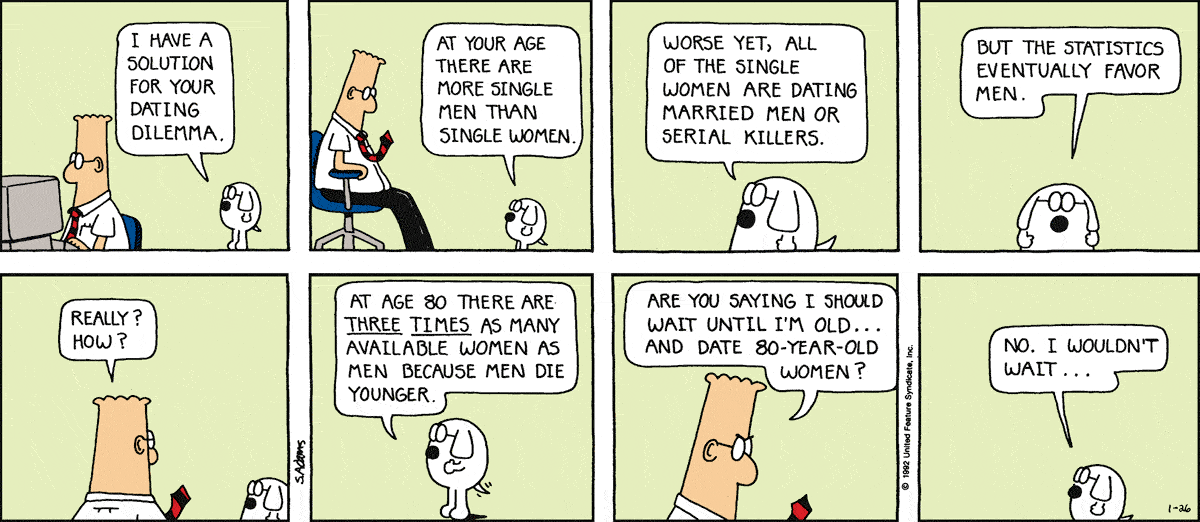 I HAVE A
SOLUTION
FOR YOUR
DATING
DILEMMA.
AT YOUR AGE
THERE ARE
MORE SINGLE
MEN THAN
SINGLE WOMEN.
WORSE YET, ALL
OF THE SINGLE
WOMEN ARE DATING
MARRIED MEN OR
SERIAL KILLERS.
BUT THE STATISTICS
EVENTUALLY FAVOR
MEN.
REALLY?
HOW?
S.Adams
AT AGE 80 THERE ARE
THREE TIMES AS MANY
AVAILABLE WOMEN AS
MEN BECAUSE MEN DIE
YOUNGER.
ARE YOU SAYING I SHOULD
WAIT UNTIL I'M OLD...
AND DATE 80-YEAR-OLD
WOMEN?
© 1992 United Feature Syndicate, Inc.
NO. I WOULDN'T
WAIT...
1-26